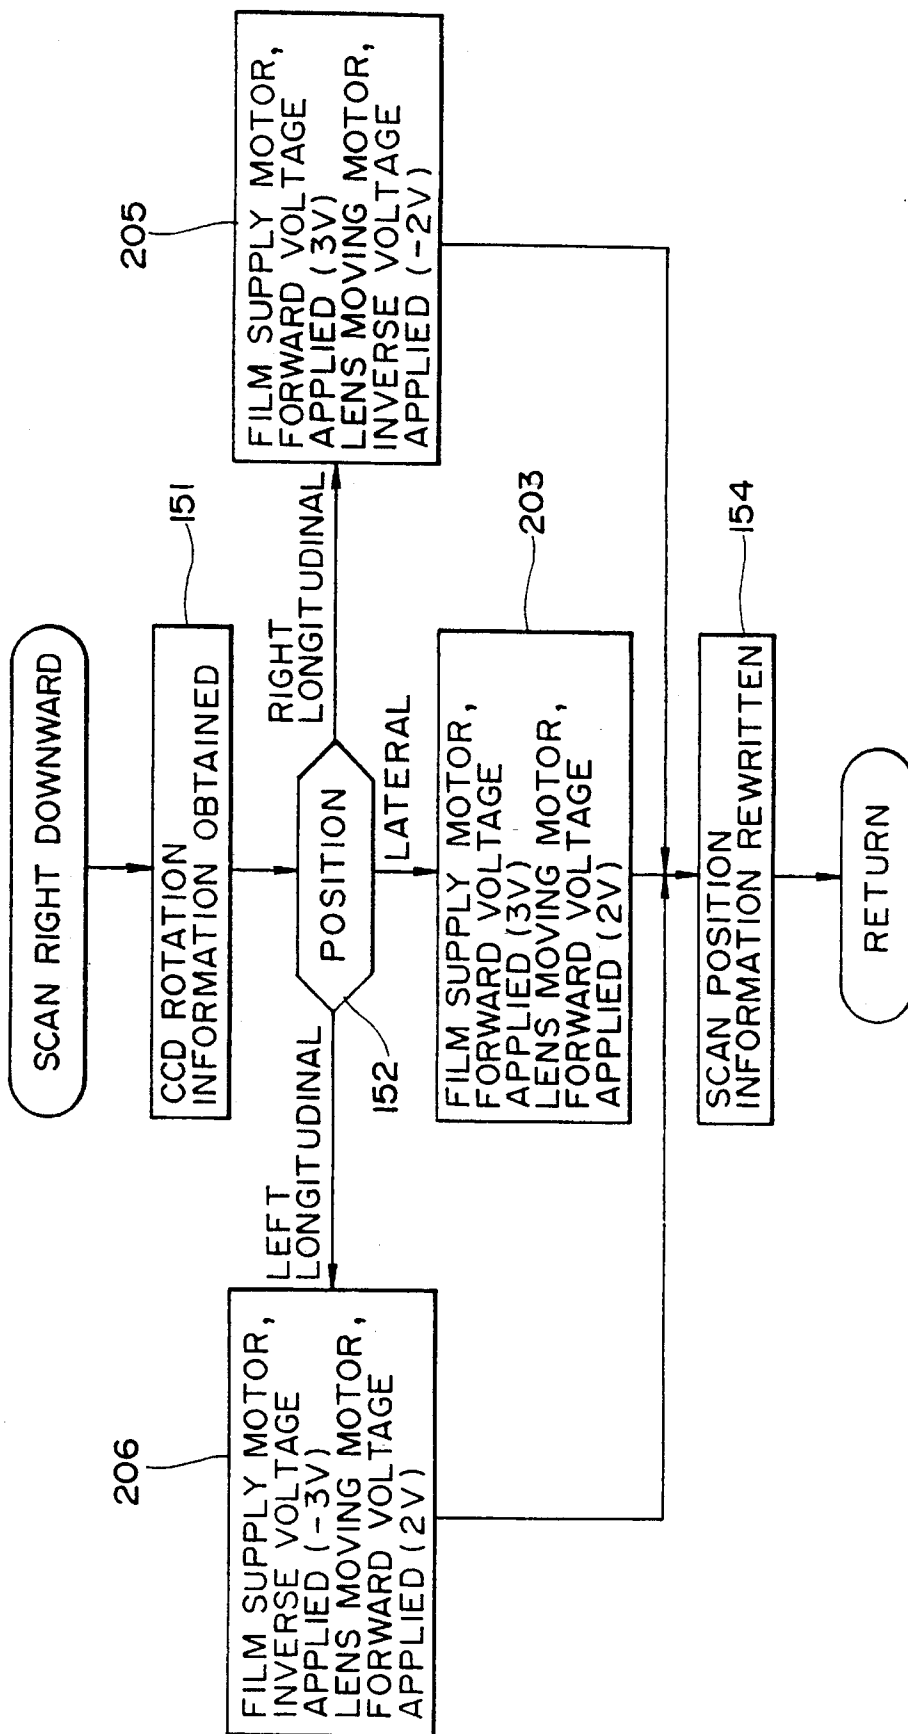 SCAN RIGHT DOWNWARD
CCD ROTATION
INFORMATION OBTAINED
151
POSITION
152
LEFT
LONGITUDINAL
LATERAL
RIGHT
LONGITUDINAL
206
FILM SUPPLY MOTOR,
INVERSE VOLTAGE
APPLIED (-3V)
LENS MOVING MOTOR,
FORWARD VOLTAGE
APPLIED (2V)
203
FILM SUPPLY MOTOR,
FORWARD VOLTAGE
APPLIED (3V)
LENS MOVING MOTOR,
FORWARD VOLTAGE
APPLIED (2V)
205
FILM SUPPLY MOTOR,
FORWARD VOLTAGE
APPLIED (3V)
LENS MOVING MOTOR,
INVERSE VOLTAGE
APPLIED (-2V)
SCAN POSITION
INFORMATION REWRITTEN
154
RETURN